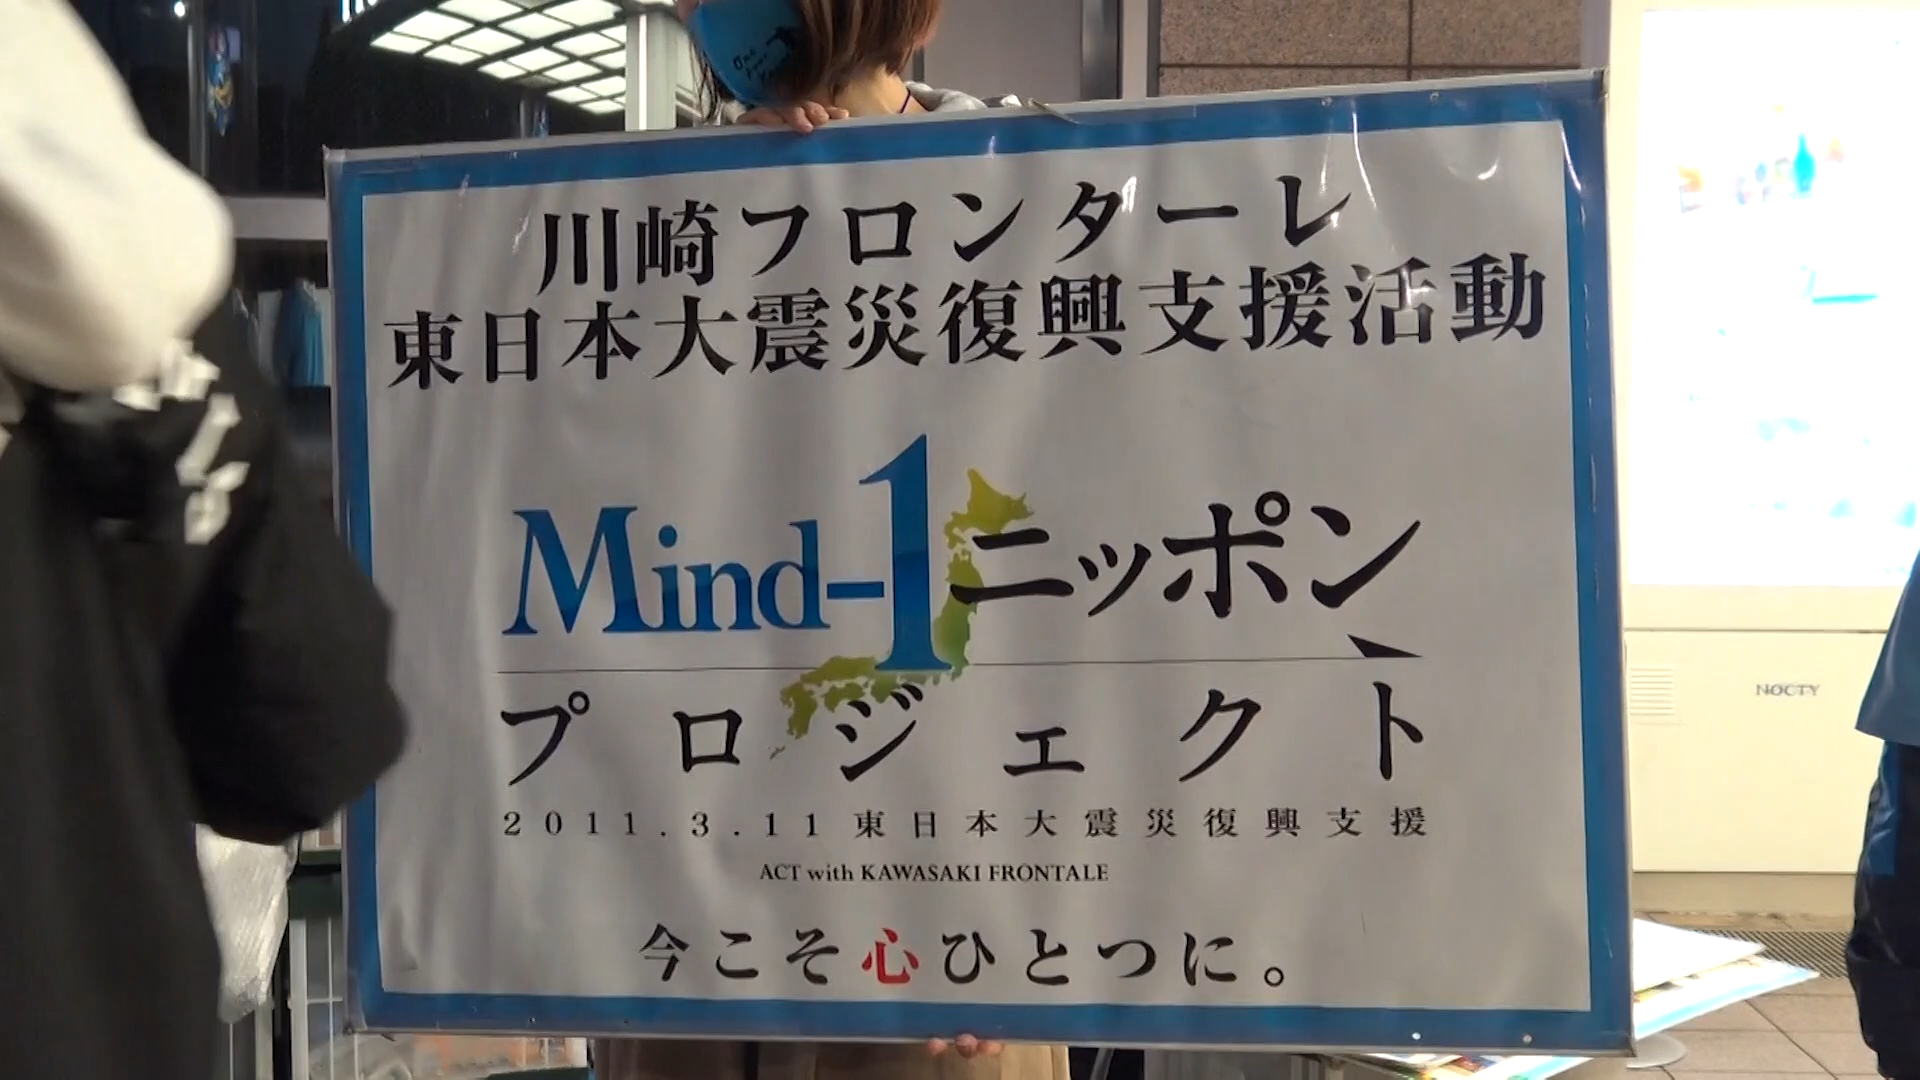 川崎フロンターレ
東日本大震災復興支援活動
Mind-1ニッポン
プロジェクト
2011.3.11東日本大震災復興支援
ACT with KAWASAKI FRONTALE
今こそ心ひとつに。
NOCTY